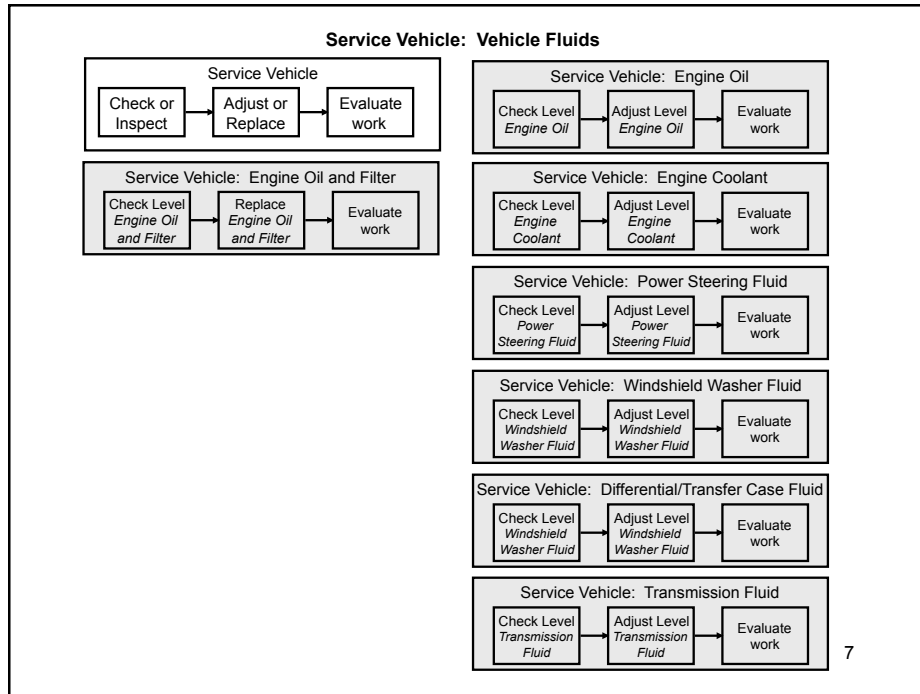 Service Vehicle: Vehicle Fluids
Service Vehicle
Check or
Inspect
Adjust or
Replace
Evaluate
work
Service Vehicle: Engine Oil and Filter
Check Level
Engine Oil
and Filter
Replace
Engine Oil
and Filter
Evaluate
work
Service Vehicle: Engine Oil
Check Level
Engine Oil
Adjust Level
Engine Oil
Evaluate
work
Service Vehicle: Engine Coolant
Check Level
Engine
Coolant
Adjust Level
Engine
Coolant
Evaluate
work
Service Vehicle: Power Steering Fluid
Check Level
Power
Steering Fluid
Adjust Level
Power
Steering Fluid
Evaluate
work
Service Vehicle: Windshield Washer Fluid
Check Level
Windshield
Washer Fluid
Adjust Level
Windshield
Washer Fluid
Evaluate
work
Service Vehicle: Differential/Transfer Case Fluid
Check Level
Windshield
Washer Fluid
Adjust Level
Windshield
Washer Fluid
Evaluate
work
Service Vehicle: Transmission Fluid
Check Level
Transmission
Fluid
Adjust Level
Transmission
Fluid
Evaluate
work
7